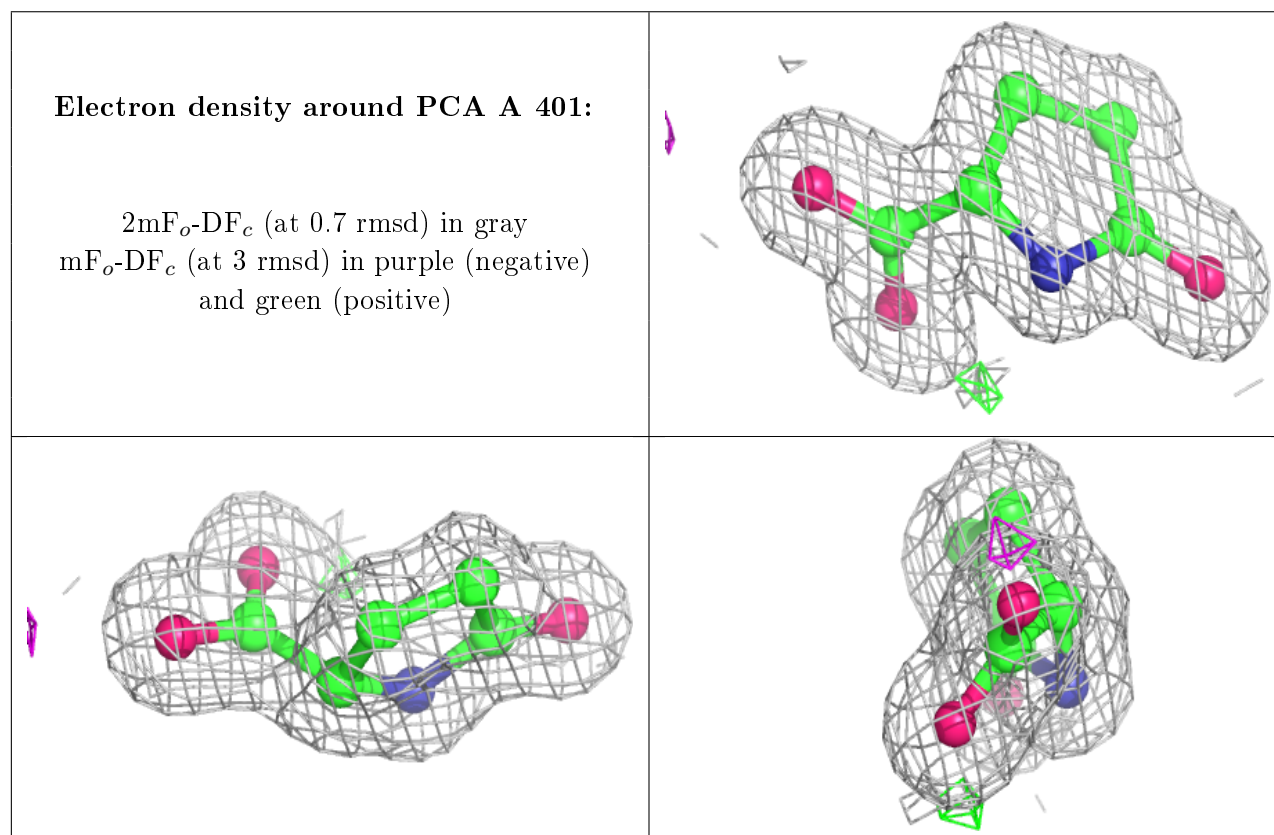 Electron density around PCA A 401:
2mFₒ-DF𝒸 (at 0.7 rmsd) in gray
mFₒ-DF𝒸 (at 3 rmsd) in purple (negative)
and green (positive)